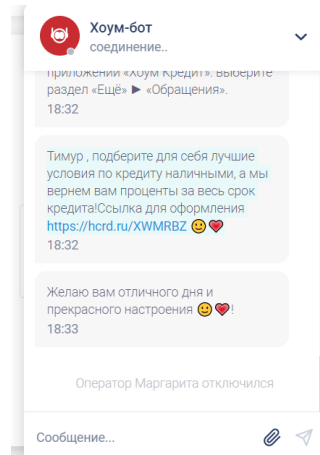 Хоум-бот
соединение..
приложении «Хоум Кредит»: выберите
раздел «Ещё» ► «Обращения».
18:32
Тимур , подберите для себя лучшие
условия по кредиту наличными, а мы
вернем вам проценты за весь срок
кредита!Ссылка для оформления
https://hcrd.ru/XWMRBZ 🙂💗
18:32
Желаю вам отличного дня и
прекрасного настроения 🙂💗!
18:33
Оператор Маргарита отключился
Сообщение...